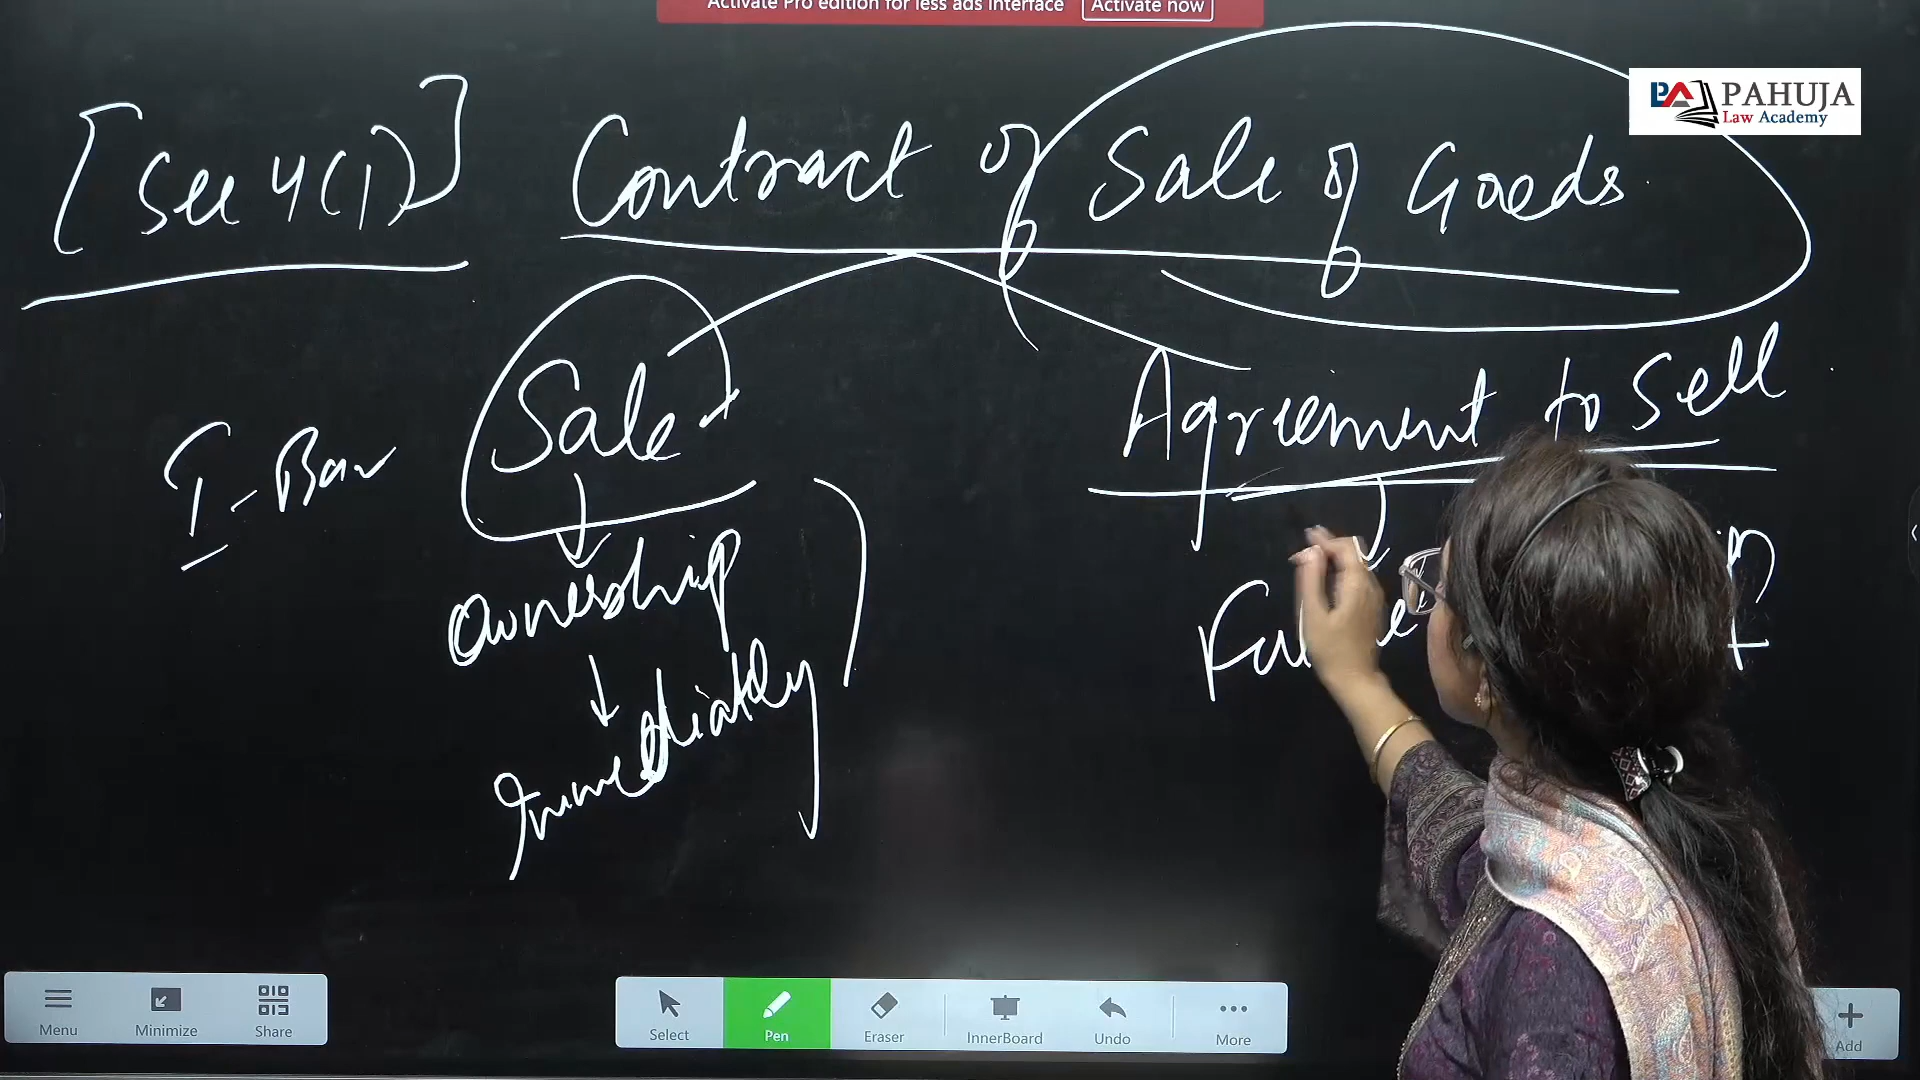 Activate Pro edition for less ads interface Activate now
PAHUJA
Law Academy
[Sec 4(1)] Contract of Sale of Goods
Sale
Agreement to Sell
I-Bar
Ownership
Immediately
Menu
Minimize
Share
Select
Pen
Eraser
InnerBoard
Undo
More
Add